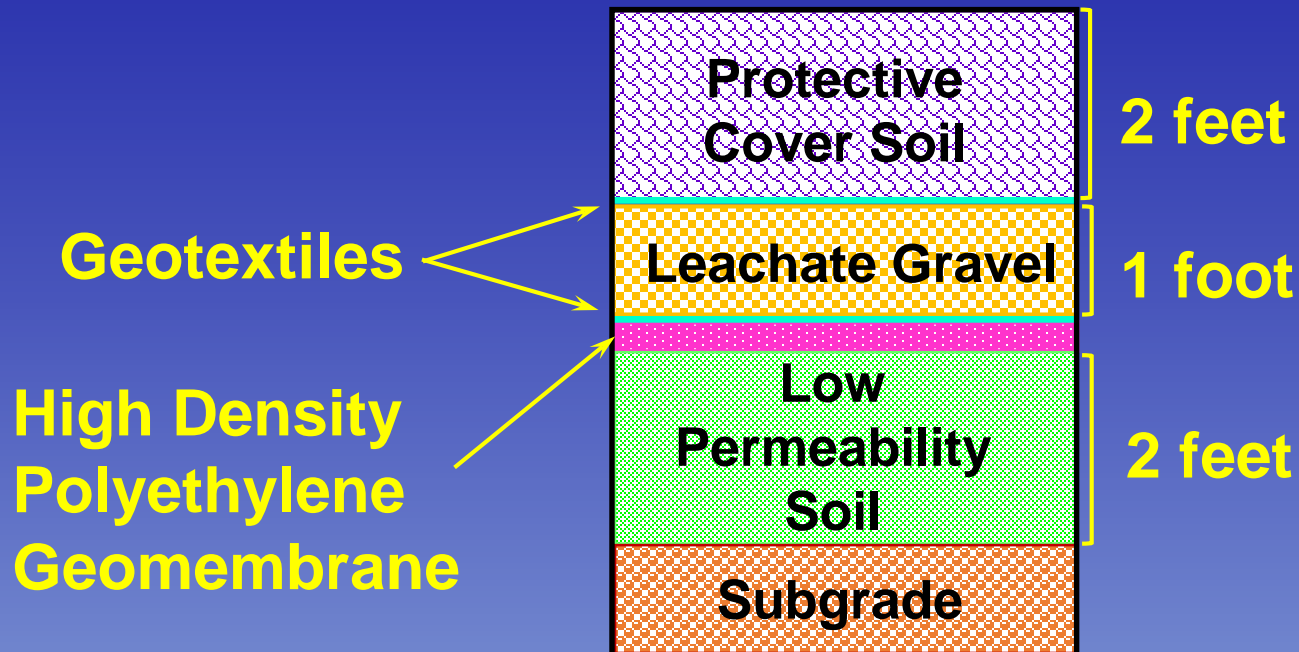 Protective
Cover Soil
2 feet
Geotextiles
Leachate Gravel
1 foot
High Density
Polyethylene
Geomembrane
Low
Permeability
Soil
2 feet
Subgrade